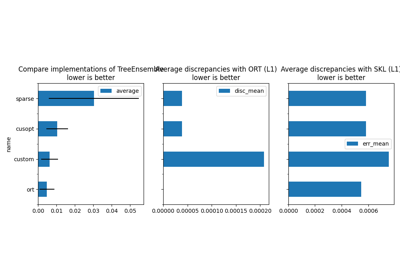 Compare implementations of TreeEnsemble
lower is better
average
sparse
cusopt
custom
ort
name
0.00 0.01 0.02 0.03 0.04 0.05
Average discrepancies with ORT (L1)
lower is better
disc_mean
0.00000 0.00005 0.00010 0.00015 0.00020
Average discrepancies with SKL (L1)
lower is better
err_mean
0.0000 0.0002 0.0004 0.0006